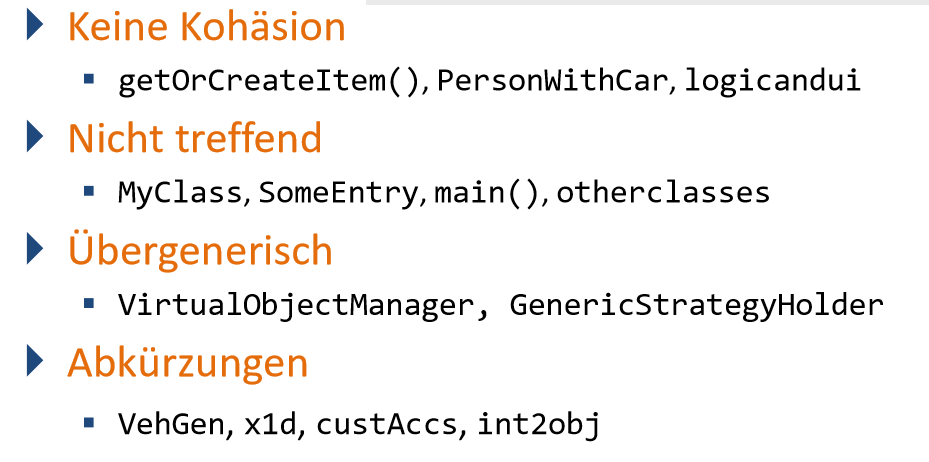 Keine Kohäsion
getOrCreateItem(), PersonWithCar, logicandui
Nicht treffend
MyClass, SomeEntry, main(), otherclasses
Übergenerisch
VirtualObjectManager, GenericStrategyHolder
Abkürzungen
VehGen, x1d, custAccs, int2obj